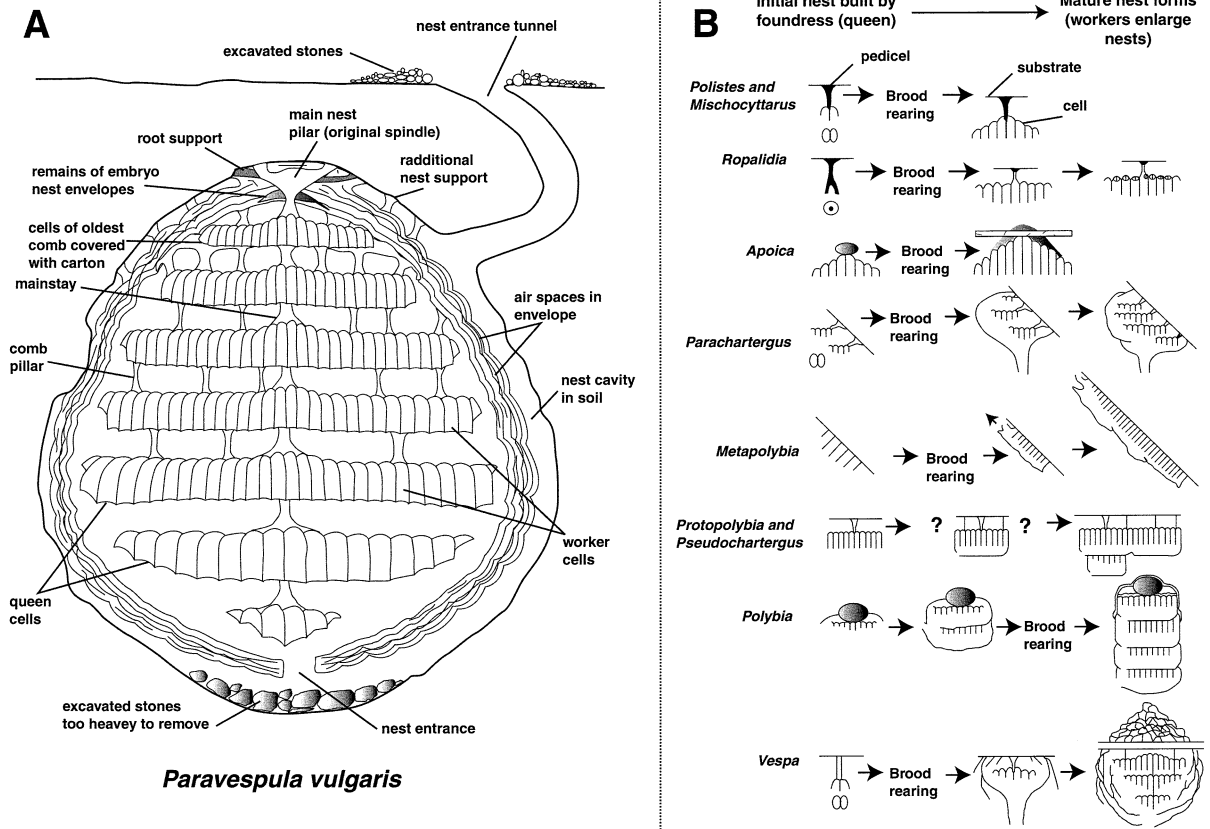 A
nest entrance tunnel
excavated stones
main nest
pilar (original spindle)
root support
remains of embryo
nest envelopes
radditional
nest support
cells of oldest
comb covered
with carton
mainstay
air spaces in
envelope
comb
pillar
nest cavity
in soil
worker
cells
queen
cells
excavated stones
too heavey to remove
nest entrance
Paravespula vulgaris
B
Initial nest built by
foundress (queen)
Mature nest forms
(workers enlarge
nests)
Polistes and
Mischocyttarus
pedicel
Brood
rearing
substrate
cell
Ropalidia
Brood
rearing
Apoica
Brood
rearing
Parachartergus
Brood
rearing
Metapolybia
Brood
rearing
Protopolybia and
Pseudochartergus
?
?
Polybia
Brood
rearing
Vespa
Brood
rearing